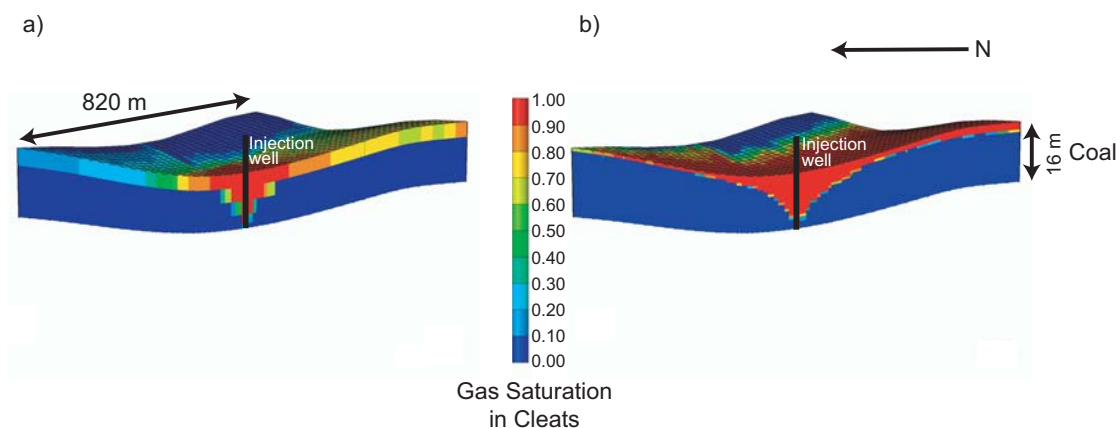 a)
b)
N
820 m
Injection
well
1.00
0.90
0.80
0.70
0.60
0.50
0.40
0.30
0.20
0.10
0.00
Injection
well
16 m
Coal
Gas Saturation
in Cleats